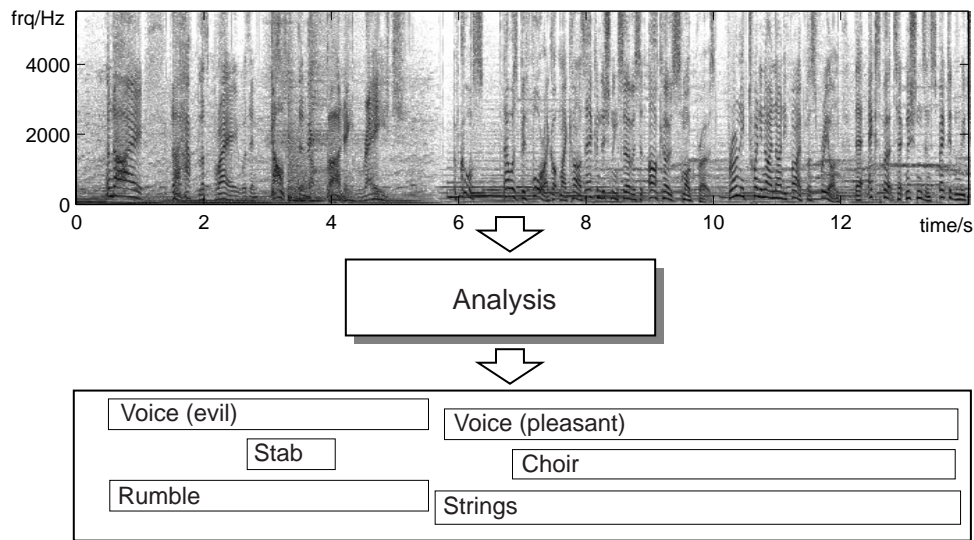 frq/Hz
4000
2000
0
0 2 4 6 8 10 12 time/s
Analysis
Voice (evil)
Voice (pleasant)
Stab
Choir
Rumble
Strings